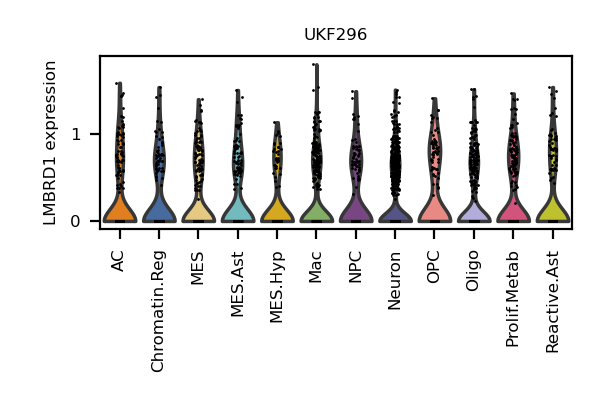 UKF296
LMBRD1 expression
1
0
AC
Chromatin.Reg
MES
MES.Ast
MES.Hyp
Mac
NPC
Neuron
OPC
Oligo
Prolif.Metab
Reactive.Ast